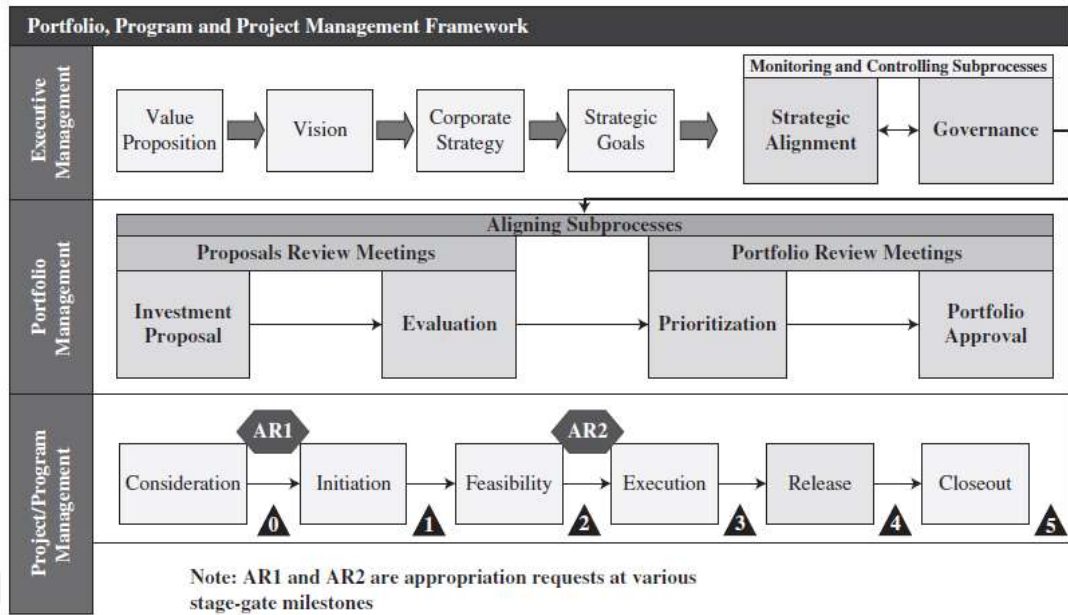 Portfolio, Program and Project Management Framework
Executive
Management
Value
Proposition
Vision
Corporate
Strategy
Strategic
Goals
Monitoring and Controlling Subprocesses
Strategic
Alignment
Governance
Portfolio
Management
Aligning Subprocesses
Proposals Review Meetings
Portfolio Review Meetings
Investment
Proposal
Evaluation
Prioritization
Portfolio
Approval
Project/Program
Management
AR1
AR2
Consideration
Initiation
Feasibility
Execution
Release
Closeout
0
1
2
3
4
5
Note: AR1 and AR2 are appropriation requests at various
stage-gate milestones